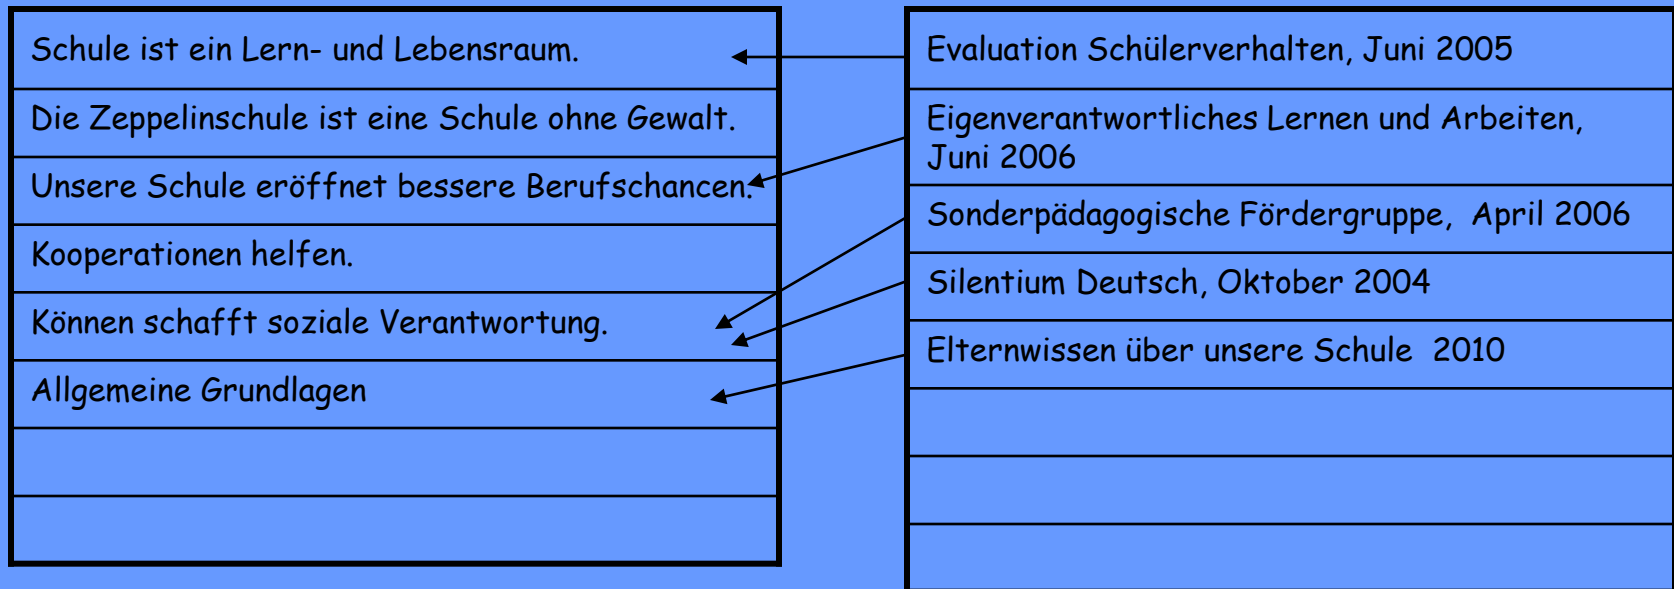 Schule ist ein Lern- und Lebensraum.
Die Zeppelinschule ist eine Schule ohne Gewalt.
Unsere Schule eröffnet bessere Berufschancen.
Kooperationen helfen.
Können schafft soziale Verantwortung.
Allgemeine Grundlagen
Evaluation Schülerverhalten, Juni 2005
Eigenverantwortliches Lernen und Arbeiten,
Juni 2006
Sonderpädagogische Fördergruppe, April 2006
Silentium Deutsch, Oktober 2004
Elternwissen über unsere Schule 2010